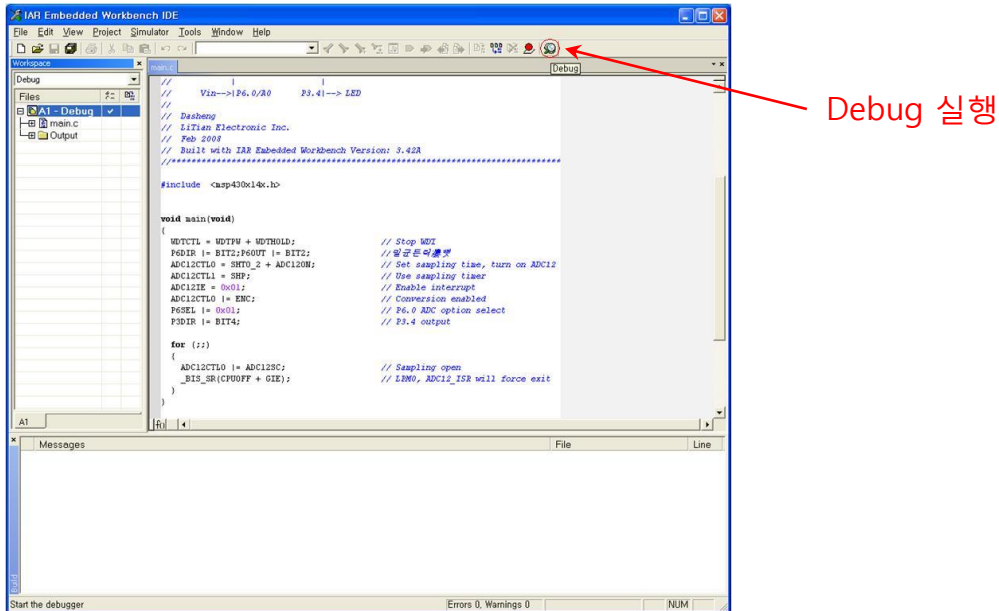 IAR Embedded Workbench IDE
File Edit View Project Simulator Tools Window Help
Workspace
main.c
Debug
Debug
Files
A1 - Debug
main.c
Output
A1
// | |
// Vin-->|P6.0/A0 P3.4|--> LED
//
// Dasheng
// LiTian Electronic Inc.
// Feb 2008
// Built with IAR Embedded Workbench Version: 3.42A
//******************************************************************************
#include <msp430x14x.h>
void main(void)
{
WDTCTL = WDTPW + WDTHOLD; // Stop WDT
P6DIR |= BIT2;P6OUT |= BIT2; //
ADC12CTL0 = SHT0_2 + ADC12ON; // Set sampling time, turn on ADC12
ADC12CTL1 = SHP; // Use sampling timer
ADC12IE = 0x01; // Enable interrupt
ADC12CTL0 |= ENC; // Conversion enabled
P6SEL |= 0x01; // P6.0 ADC option select
P3DIR |= BIT4; // P3.4 output
for (;;)
{
ADC12CTL0 |= ADC12SC; // Sampling open
_BIS_SR(CPUOFF + GIE); // LPM0, ADC12_ISR will force exit
}
}
Debug 실행
Messages File Line
Build
Start the debugger Errors 0, Warnings 0 NUM